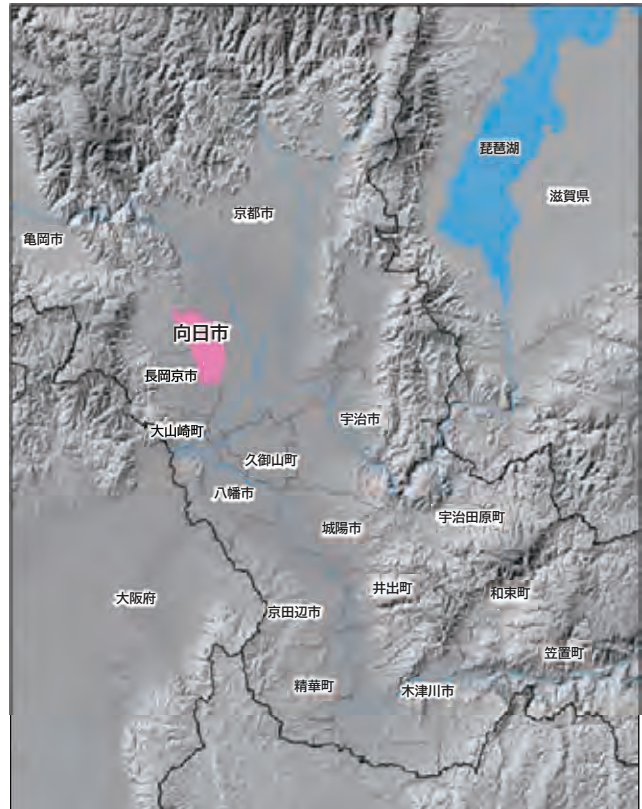 琵琶湖
滋賀県
京都市
亀岡市
向日市
長岡京市
大山崎町
宇治市
久御山町
八幡市
宇治田原町
城陽市
井出町
和束町
大阪府
京田辺市
笠置町
精華町
木津川市